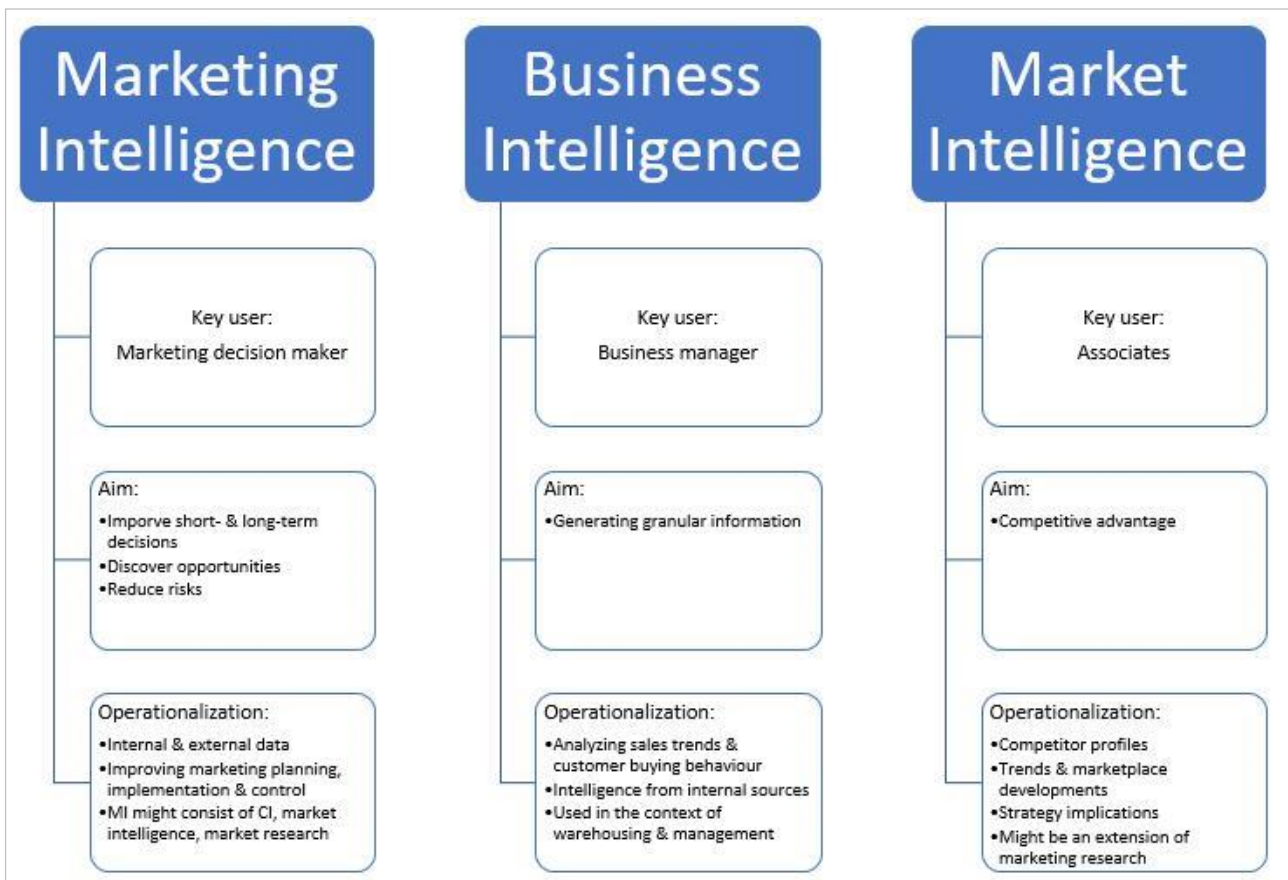 Marketing
Intelligence
Key user:
Marketing decision maker
Aim:
•Imporve short- & long-term
decisions
•Discover opportunities
•Reduce risks
Operationalization:
•Internal & external data
•Improving marketing planning,
implementation & control
•MI might consist of CI, market
intelligence, market research
Business
Intelligence
Key user:
Business manager
Aim:
•Generating granular information
Operationalization:
•Analyzing sales trends &
customer buying behaviour
•Intelligence from internal sources
•Used in the context of
warehousing & management
Market
Intelligence
Key user:
Associates
Aim:
•Competitive advantage
Operationalization:
•Competitor profiles
•Trends & marketplace
developments
•Strategy implications
•Might be an extension of
marketing research